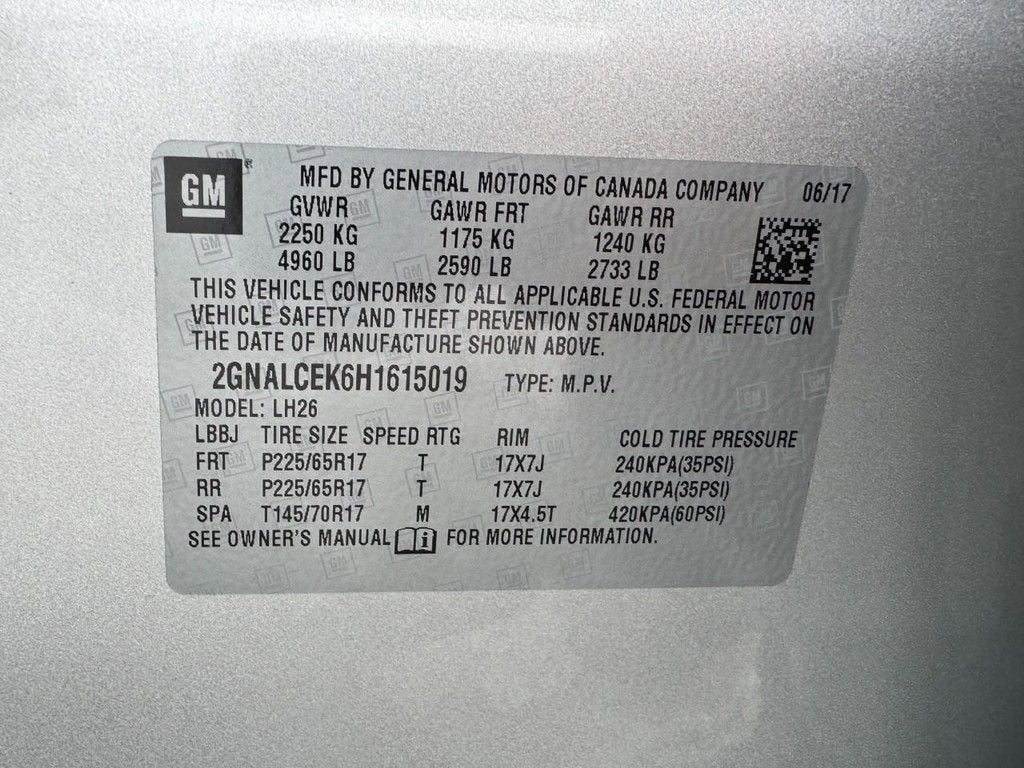 GM
MFD BY GENERAL MOTORS OF CANADA COMPANY 06/17
GVWR GAWR FRT GAWR RR
2250 KG 1175 KG 1240 KG
4960 LB 2590 LB 2733 LB
THIS VEHICLE CONFORMS TO ALL APPLICABLE U.S. FEDERAL MOTOR
VEHICLE SAFETY AND THEFT PREVENTION STANDARDS IN EFFECT ON
THE DATE OF MANUFACTURE SHOWN ABOVE.
2GNALCEK6H1615019 TYPE: M.P.V.
MODEL: LH26
LBBJ TIRE SIZE SPEED RTG RIM COLD TIRE PRESSURE
FRT P225/65R17 T 17X7J 240KPA(35PSI)
RR P225/65R17 T 17X7J 240KPA(35PSI)
SPA T145/70R17 M 17X4.5T 420KPA(60PSI)
SEE OWNER'S MANUAL i FOR MORE INFORMATION.